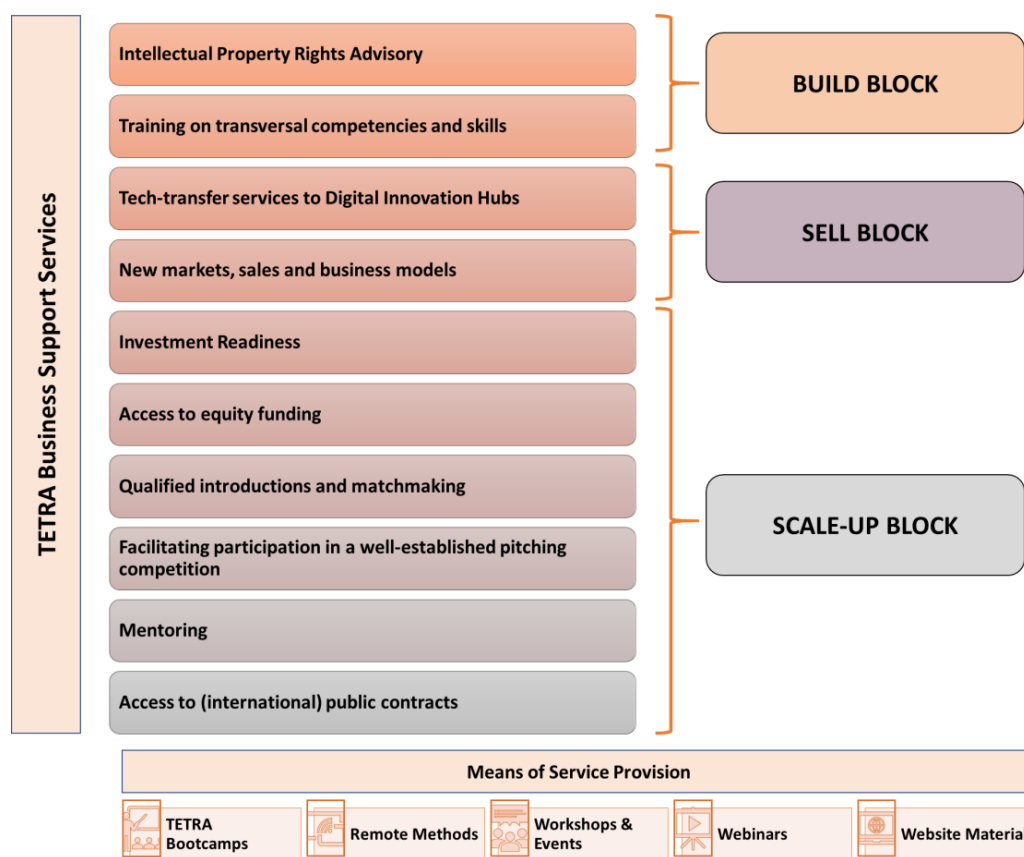 TETRA Business Support Services
Intellectual Property Rights Advisory
Training on transversal competencies and skills
Tech-transfer services to Digital Innovation Hubs
New markets, sales and business models
Investment Readiness
Access to equity funding
Qualified introductions and matchmaking
Facilitating participation in a well-established pitching
competition
Mentoring
Access to (international) public contracts
BUILD BLOCK
SELL BLOCK
SCALE-UP BLOCK
Means of Service Provision
TETRA
Bootcamps
Remote Methods
Workshops &
Events
Webinars
Website Material